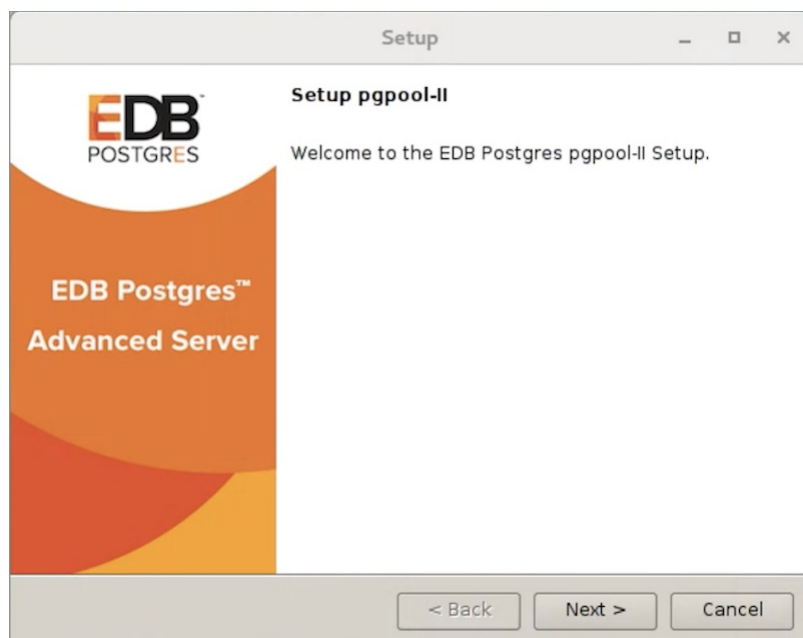 Setup
EDB™
POSTGRES
EDB Postgres™
Advanced Server
Setup pgpool-II
Welcome to the EDB Postgres pgpool-II Setup.
< Back
Next >
Cancel